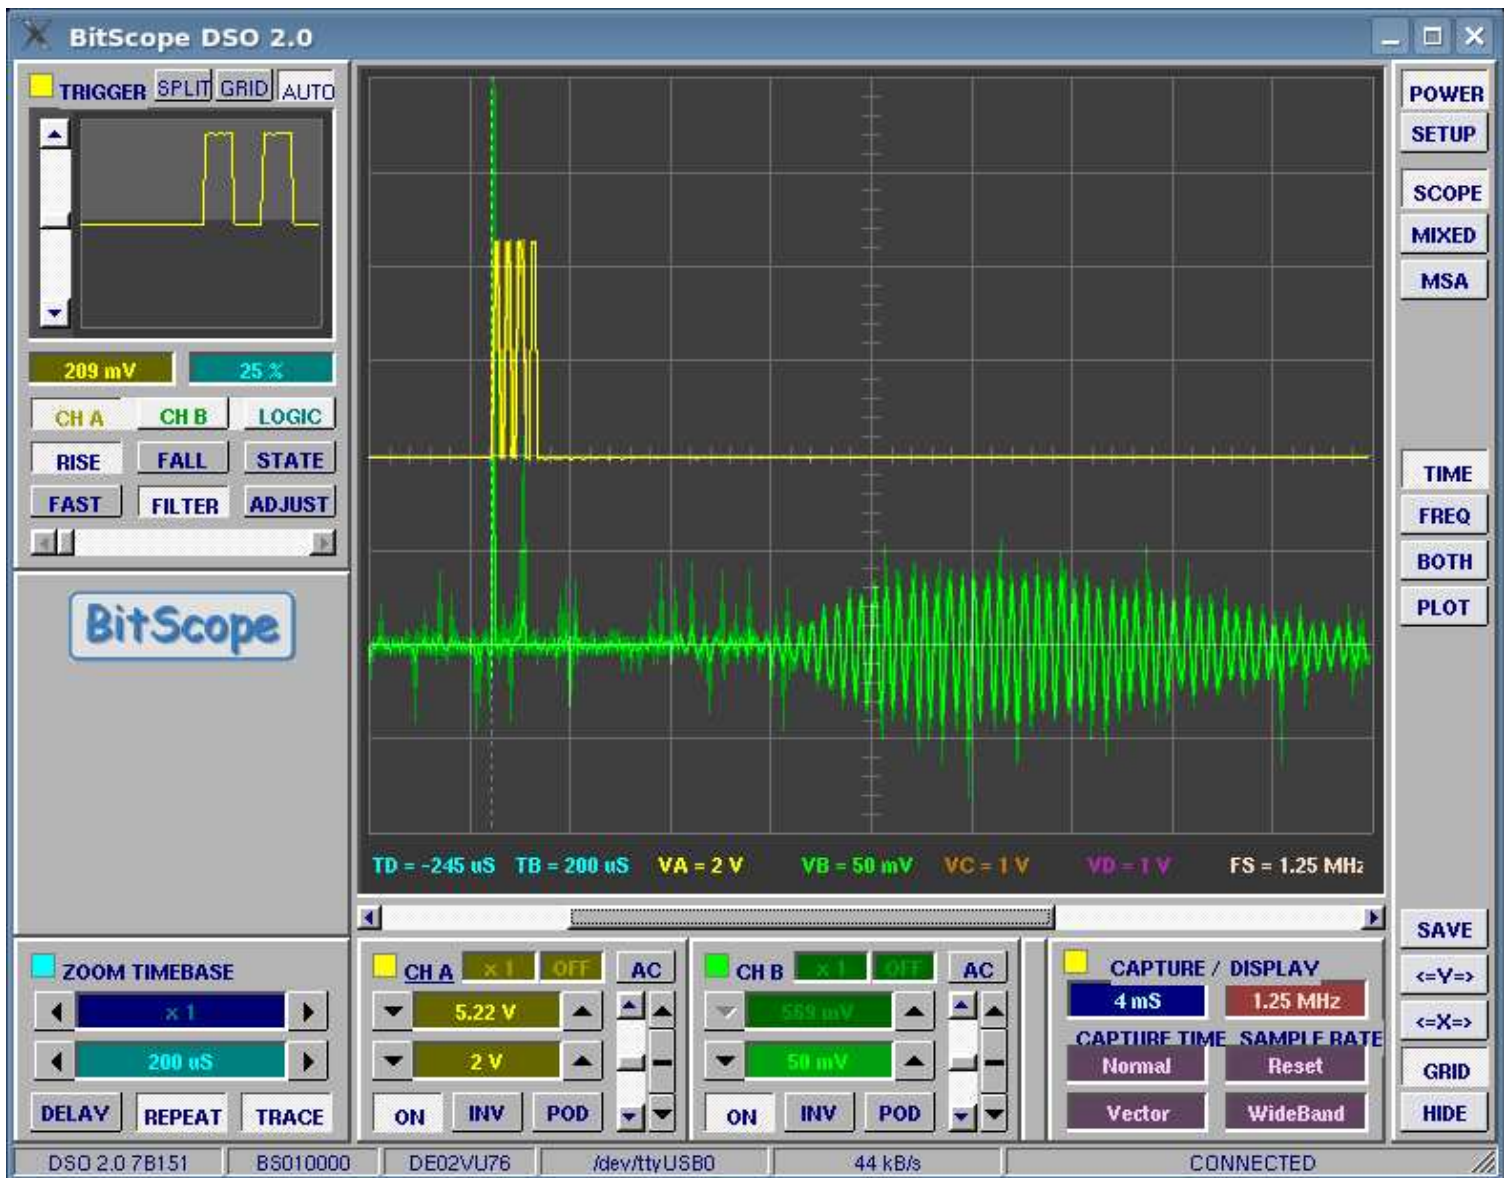 BitScope DSO 2.0
TRIGGER SPLIT GRID AUTO
209 mV 25 %
CH A CH B LOGIC
RISE FALL STATE
FAST FILTER ADJUST
BitScope
TD = -245 uS TB = 200 uS VA = 2 V VB = 50 mV VC = 1 V VD = 1 V FS = 1.25 MHz
POWER
SETUP
SCOPE
MIXED
MSA
TIME
FREQ
BOTH
PLOT
SAVE
<=Y=>
<=X=>
GRID
HIDE
ZOOM TIMEBASE
x 1
200 uS
DELAY REPEAT TRACE
CH A x 1 OFF AC
5.22 V
2 V
ON INV POD
CH B x 1 OFF AC
569 mV
50 mV
ON INV POD
CAPTURE / DISPLAY
4 mS 1.25 MHz
CAPTURE TIME SAMPLE RATE
Normal Reset
Vector WideBand
DSO 2.0 7B151 BS010000 DE02VU76 /dev/ttyUSB0 44 kB/s CONNECTED